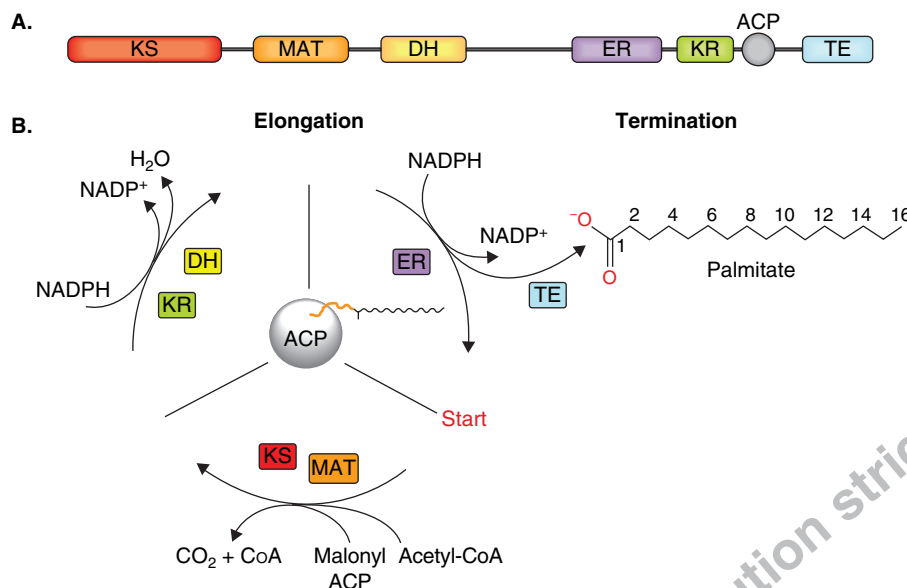 A.
ACP
KS MAT DH ER KR TE
B.
Elongation Termination
H₂O
NADP⁺
NADPH
NADPH
DH
KR
ER
NADP⁺
TE
⁻O 2 4 6 8 10 12 14 16
1
O
Palmitate
ACP
Start
KS
MAT
CO₂ + CoA Malonyl Acetyl-CoA
ACP
ution stric